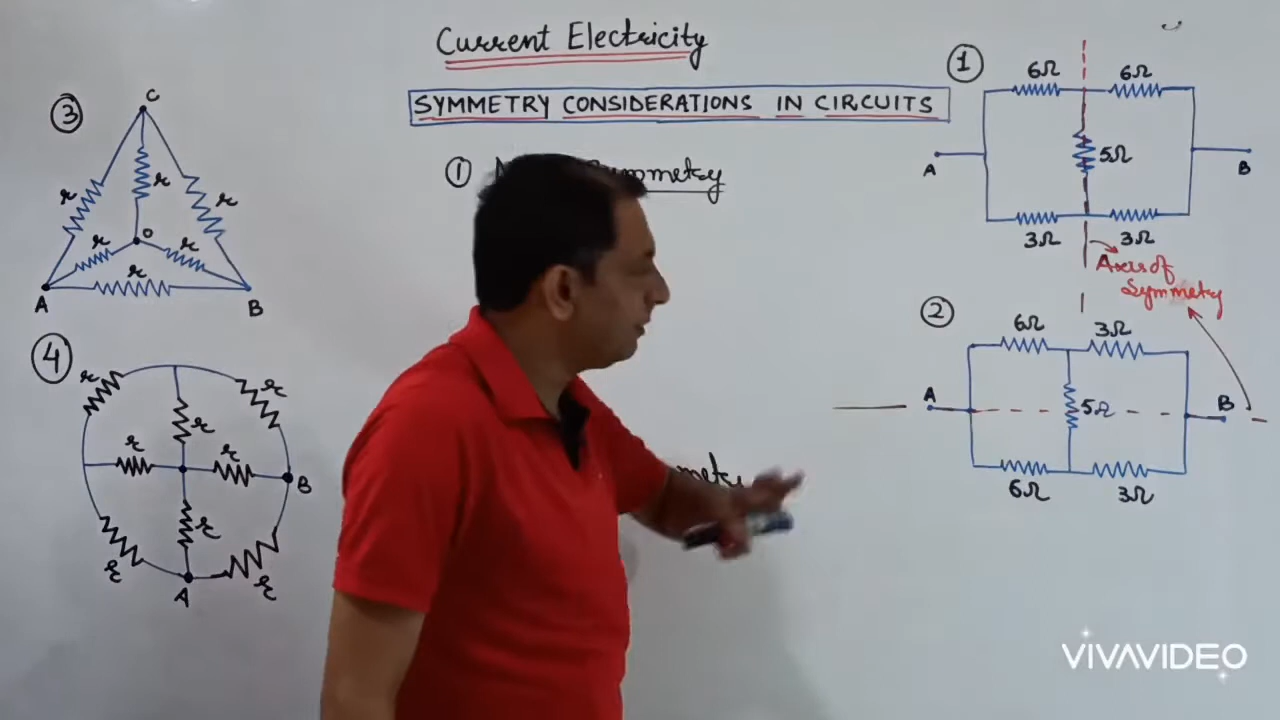 Current Electricity
SYMMETRY CONSIDERATIONS IN CIRCUITS
① Symmetry
③
C
r
r
r
O
r
r
r
A
B
④
r
r
r
r
r
r
r
r
A
B
①
6Ω 6Ω
A
5Ω
B
3Ω 3Ω
Axis of
Symmetry
②
6Ω 3Ω
A
5Ω
B
6Ω 3Ω
VIVAVIDEO